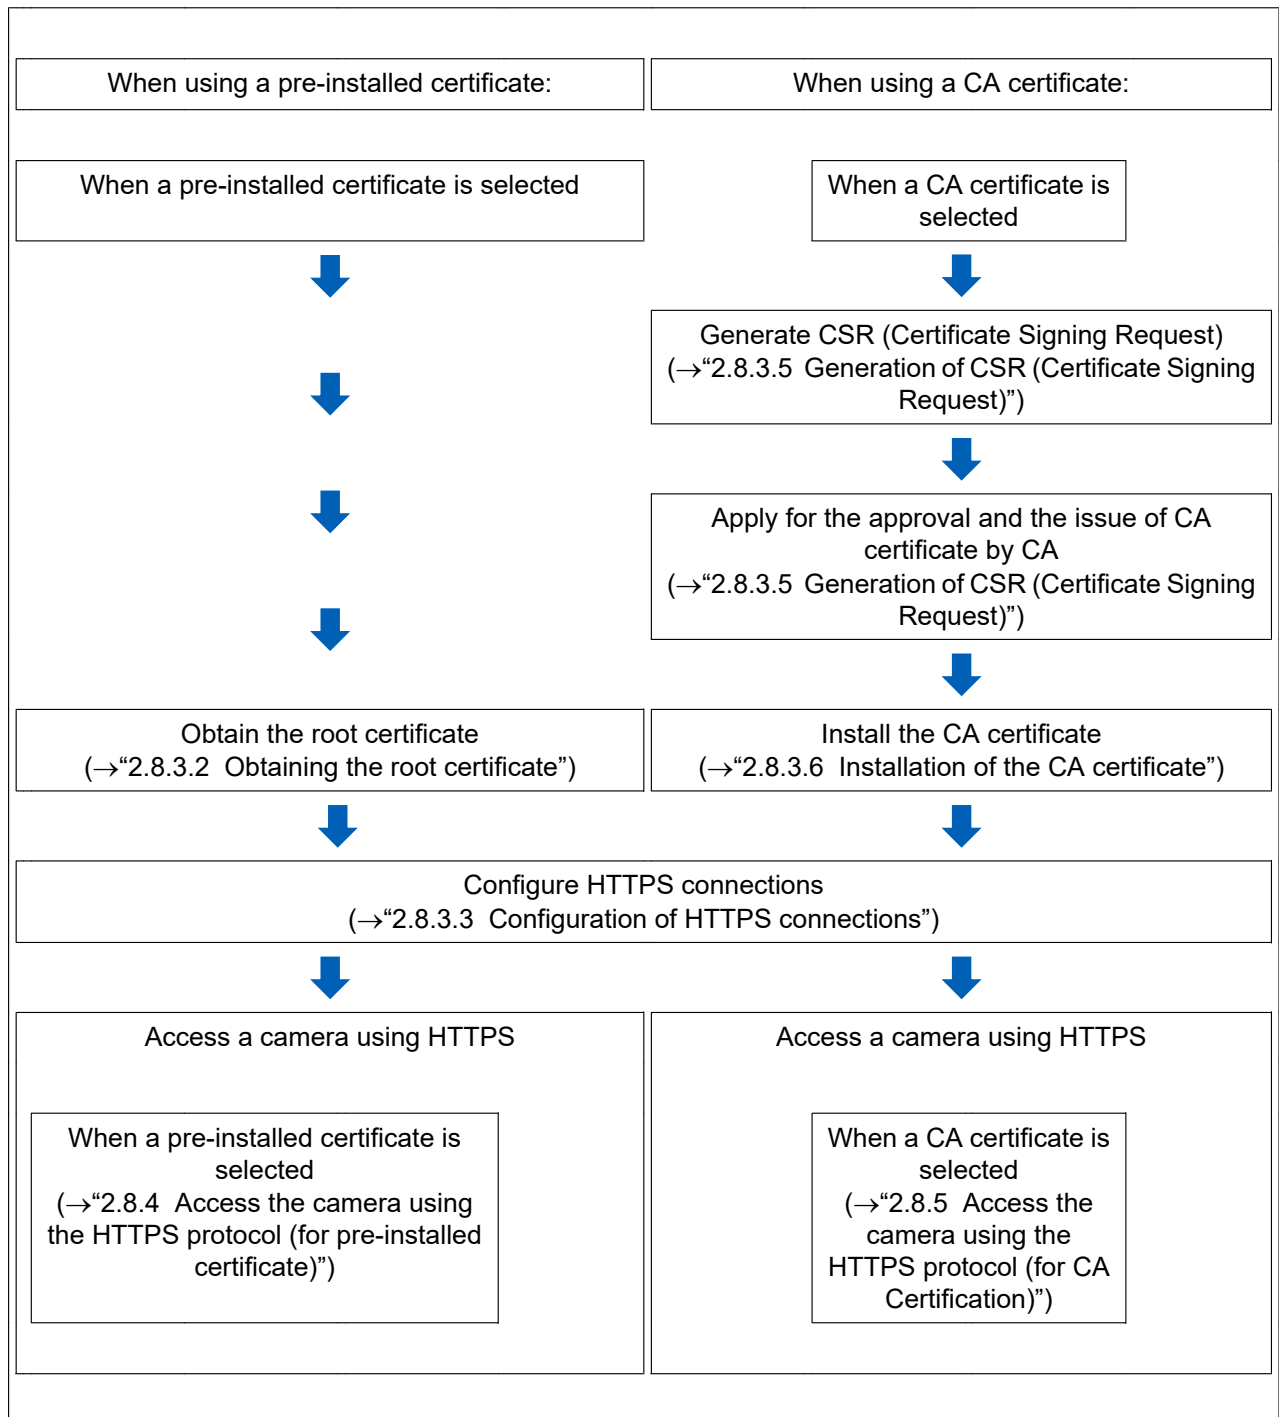 When using a pre-installed certificate:
When using a CA certificate:
When a pre-installed certificate is selected
When a CA certificate is
selected
Generate CSR (Certificate Signing Request)
(→“2.8.3.5 Generation of CSR (Certificate Signing
Request)”)
Apply for the approval and the issue of CA
certificate by CA
(→“2.8.3.5 Generation of CSR (Certificate Signing
Request)”)
Obtain the root certificate
(→“2.8.3.2 Obtaining the root certificate”)
Install the CA certificate
(→“2.8.3.6 Installation of the CA certificate”)
Configure HTTPS connections
(→“2.8.3.3 Configuration of HTTPS connections”)
Access a camera using HTTPS
When a pre-installed certificate is
selected
(→“2.8.4 Access the camera using
the HTTPS protocol (for pre-installed
certificate)”)
Access a camera using HTTPS
When a CA certificate is
selected
(→“2.8.5 Access the
camera using the
HTTPS protocol (for CA
Certification)”)